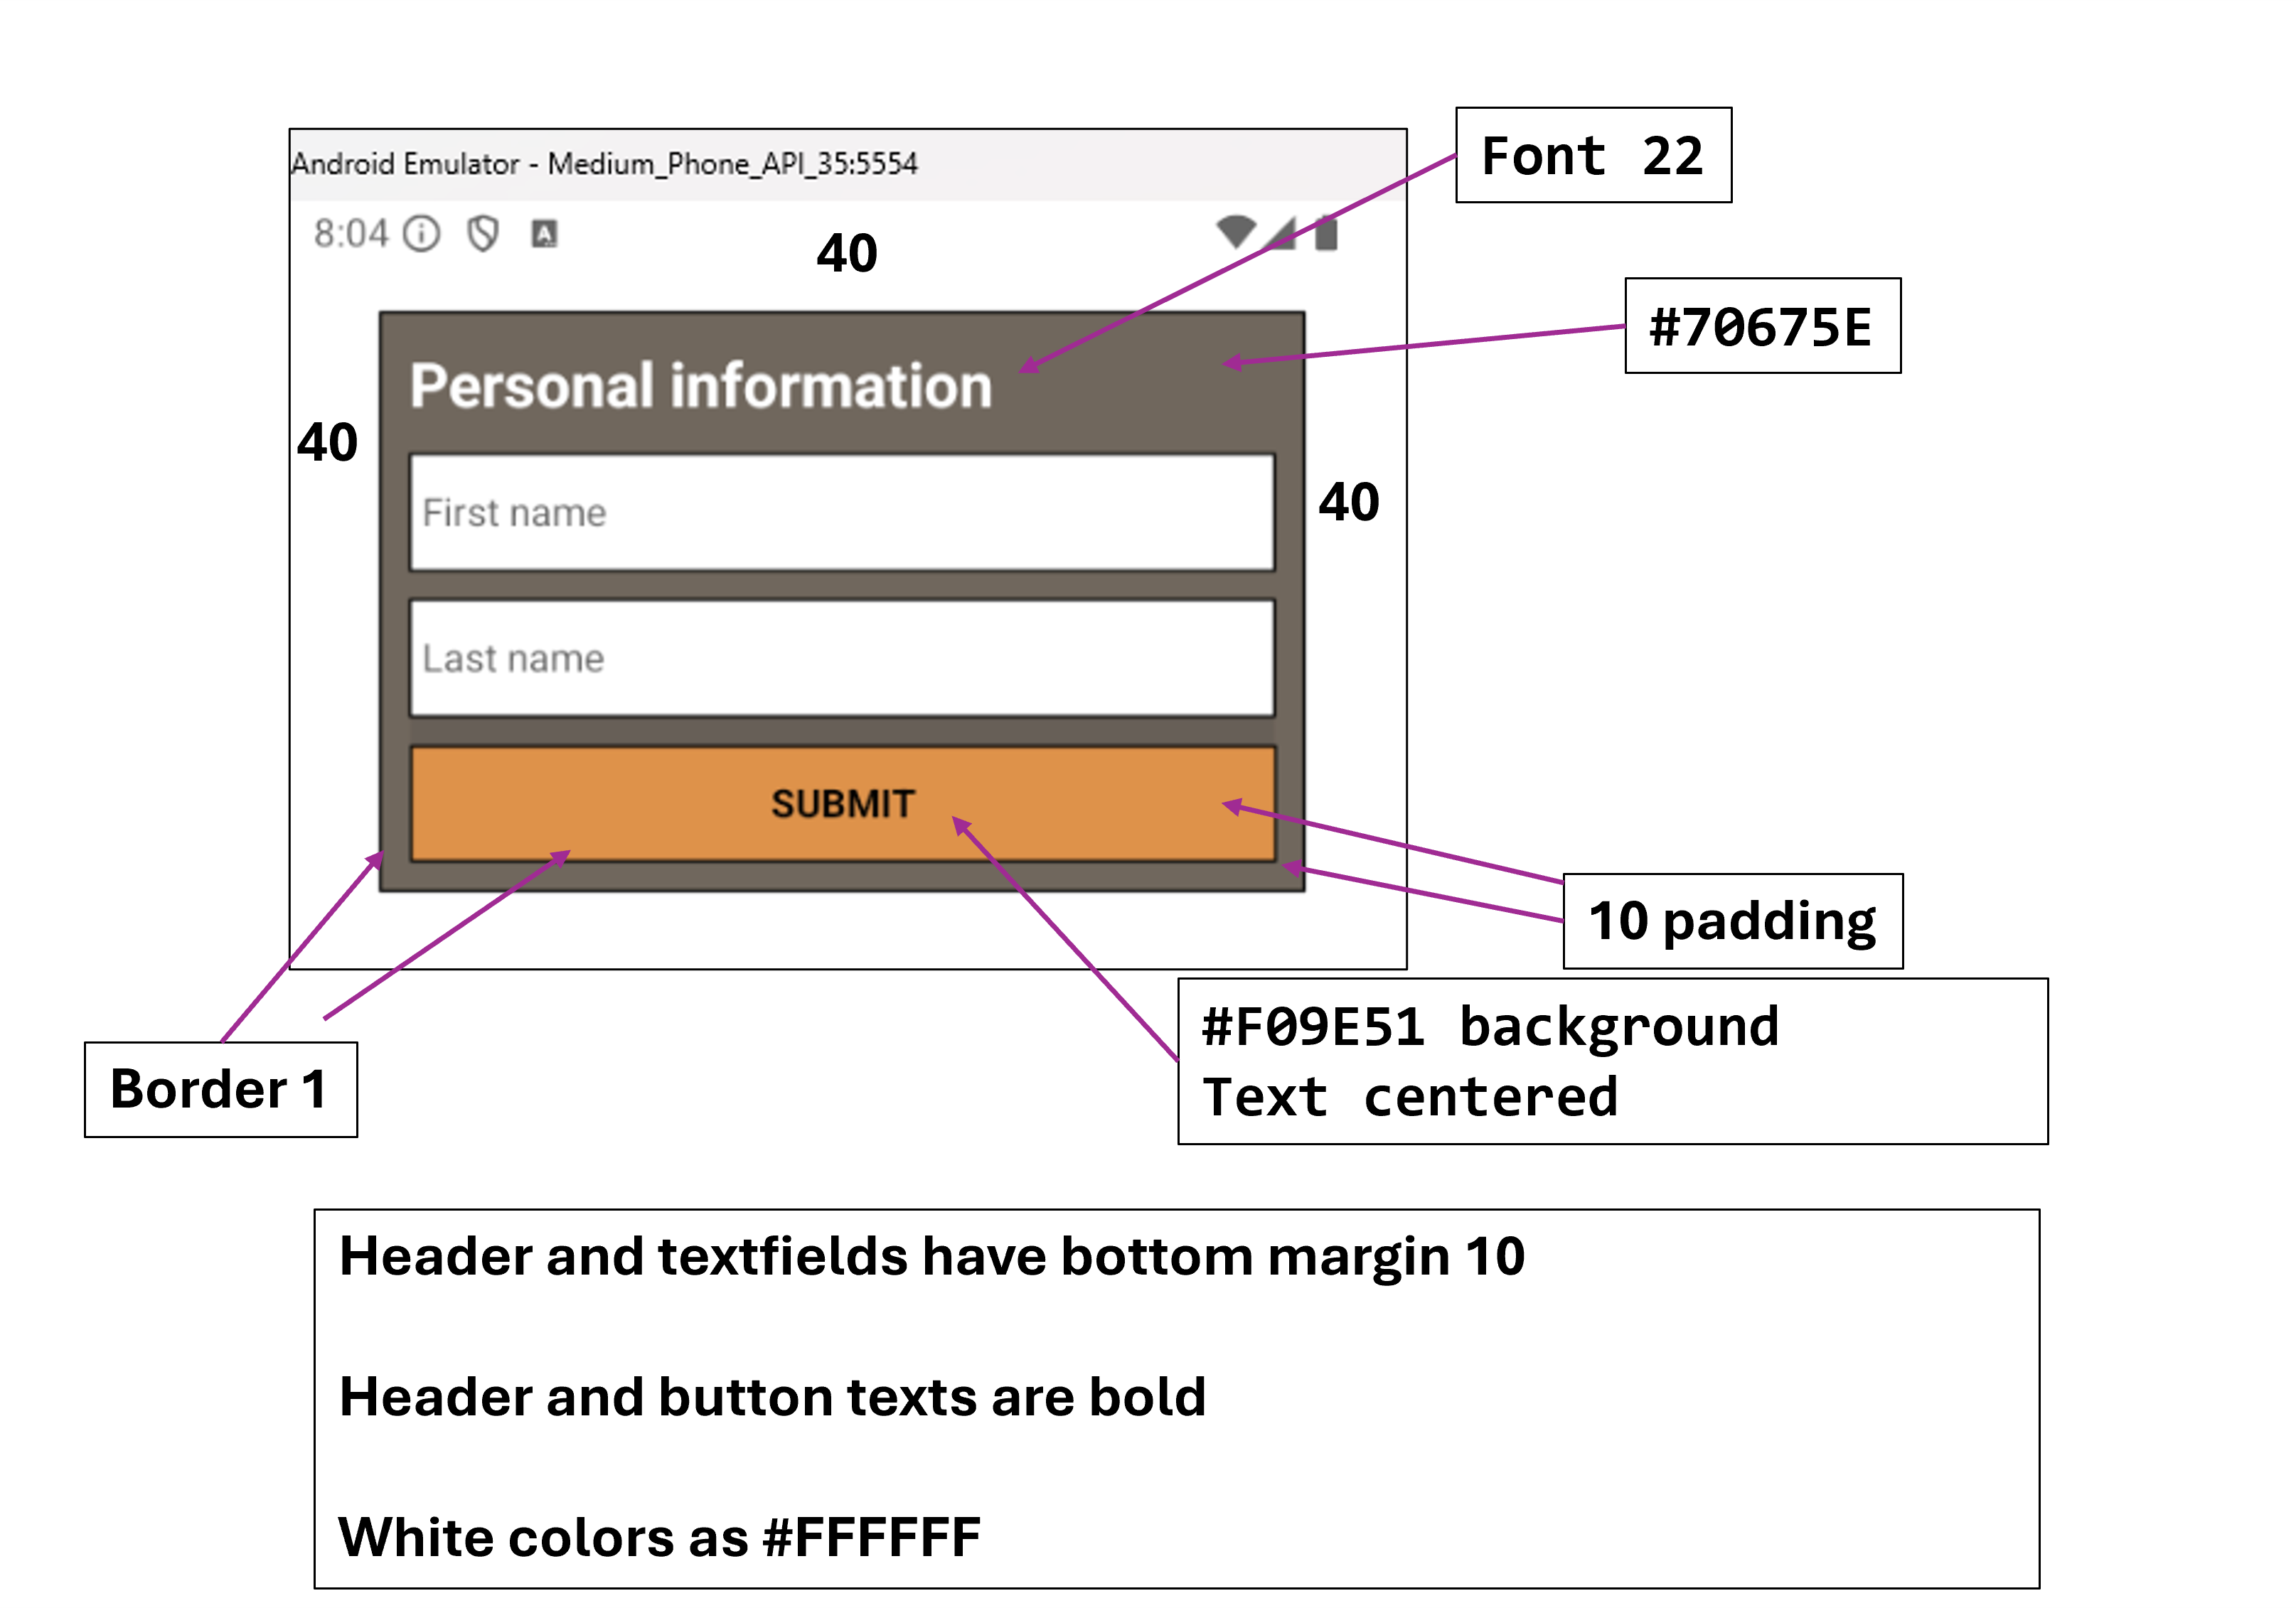 Font 22
Android Emulator - Medium_Phone_API_35:5554
8:04
A
40
#70675E
Personal information
40
40
First name
Last name
SUBMIT
10 padding
#F09E51 background
Text centered
Border 1
Header and textfields have bottom margin 10
Header and button texts are bold
White colors as #FFFFFF